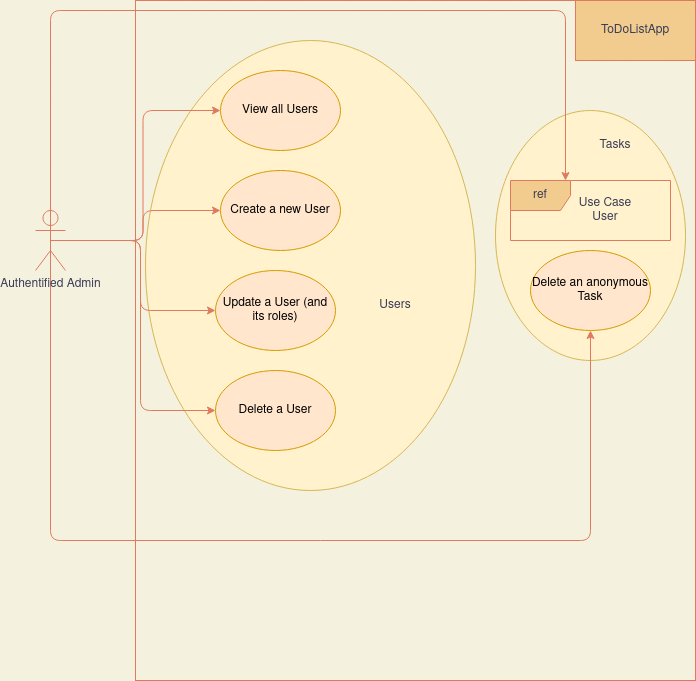 ToDoListApp
View all Users
Create a new User
Update a User (and
its roles)
Delete a User
Users
Tasks
ref
Use Case
User
Delete an anonymous
Task
Authentified Admin